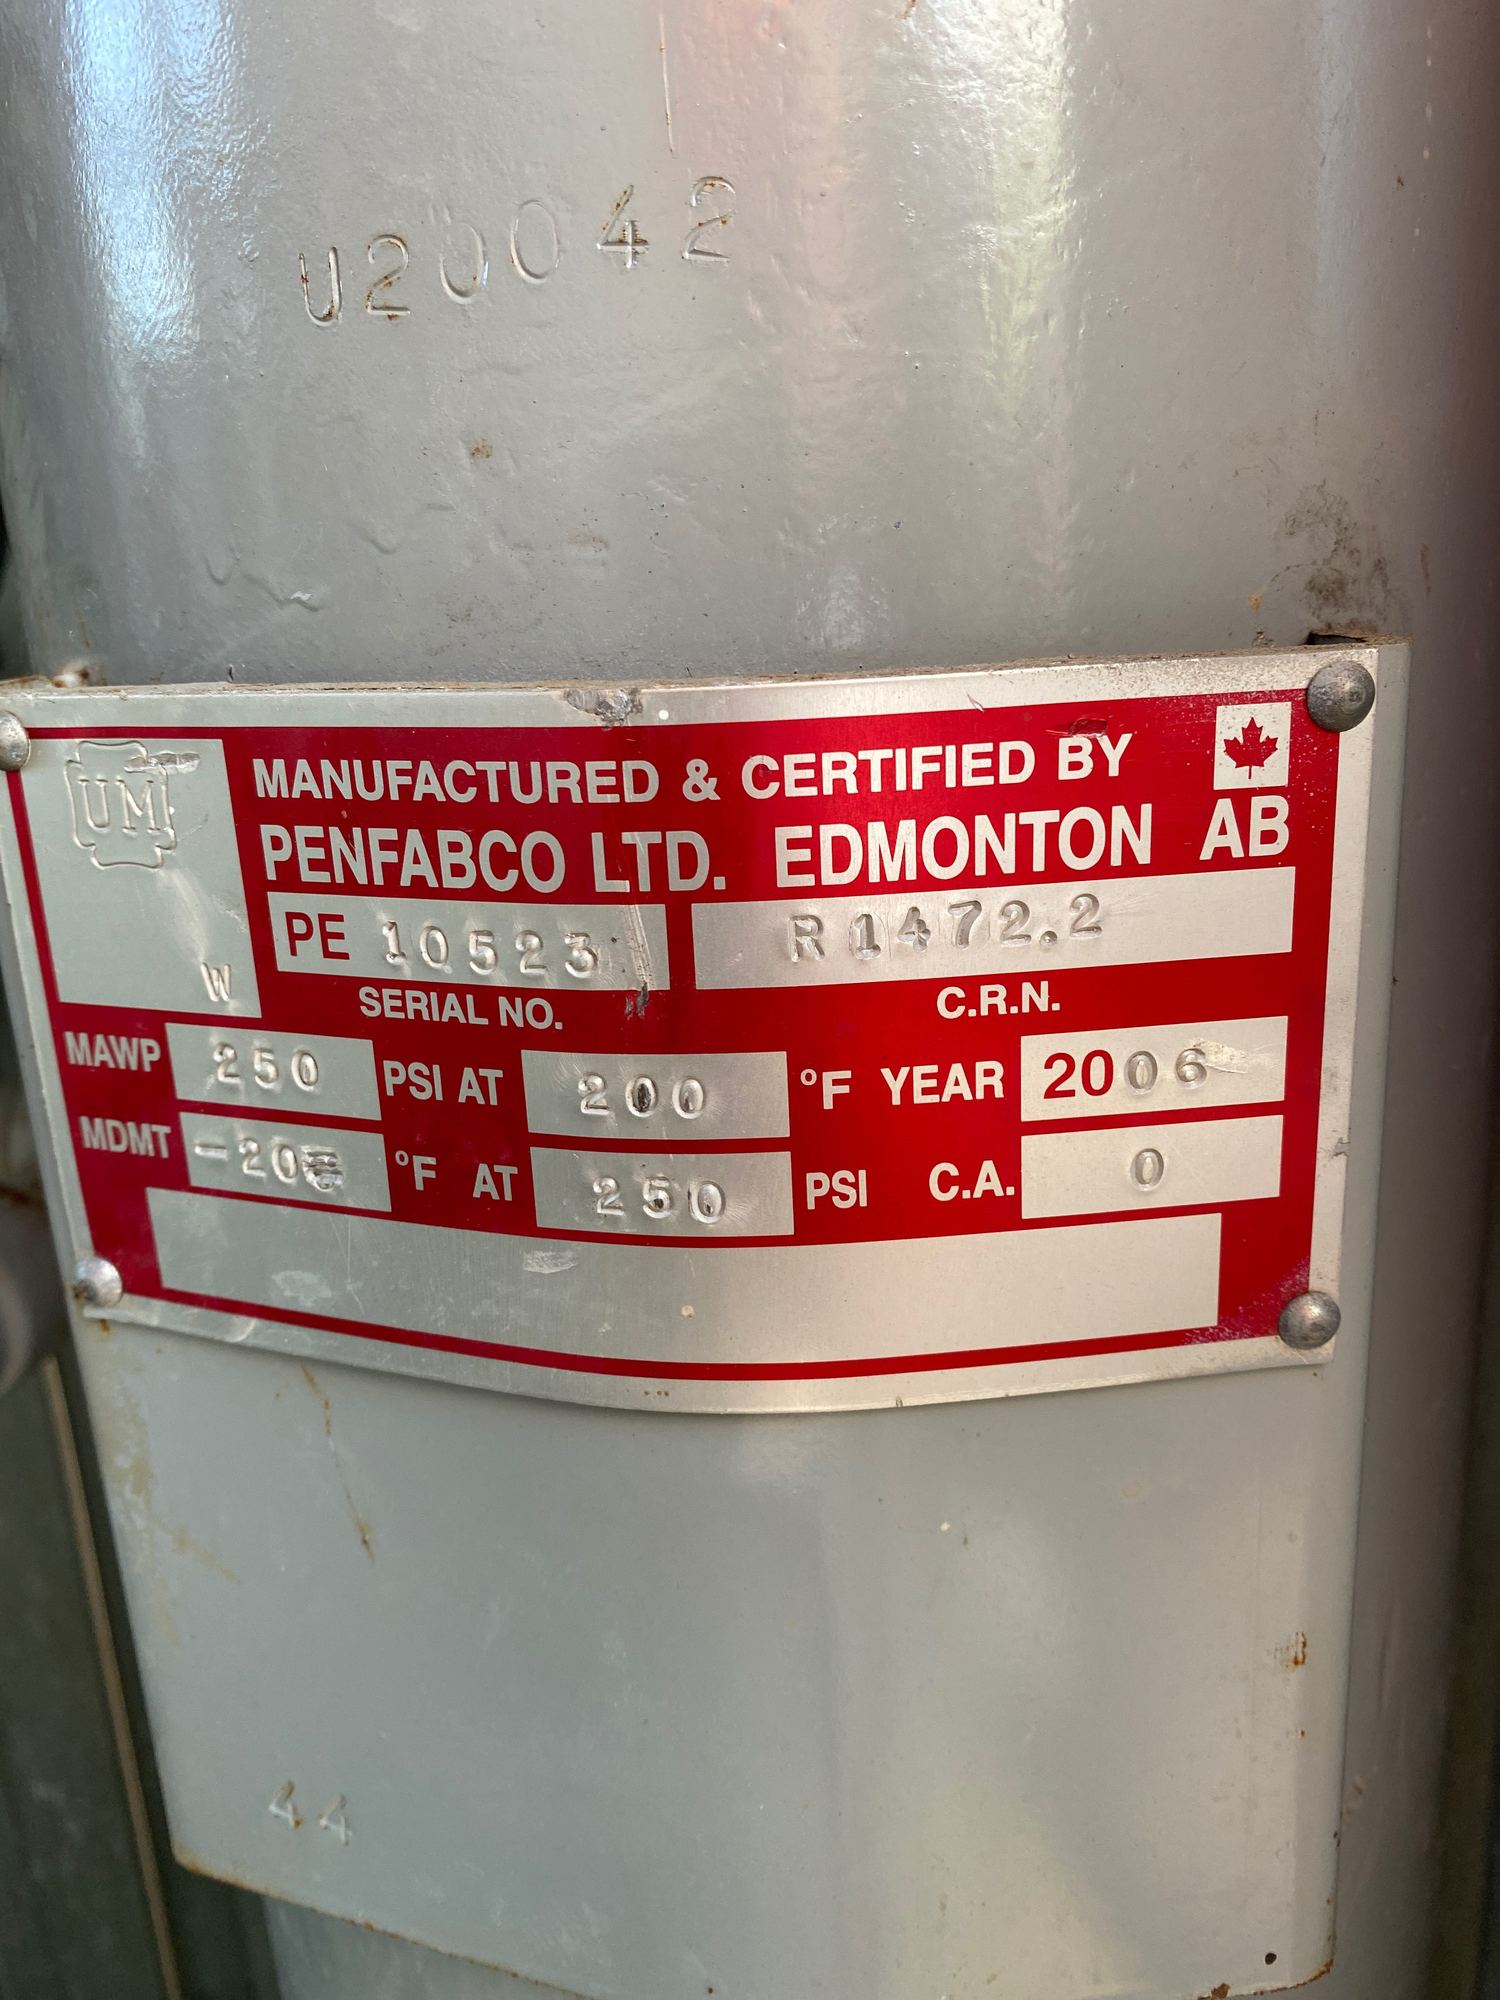 U20042
UM
MANUFACTURED & CERTIFIED BY
PENFABCO LTD. EDMONTON AB
PE 10523 R1472.2
W
SERIAL NO. C.R.N.
MAWP 250 PSI AT 200 °F YEAR 2006
MDMT -20 °F AT 250 PSI C.A. 0
44